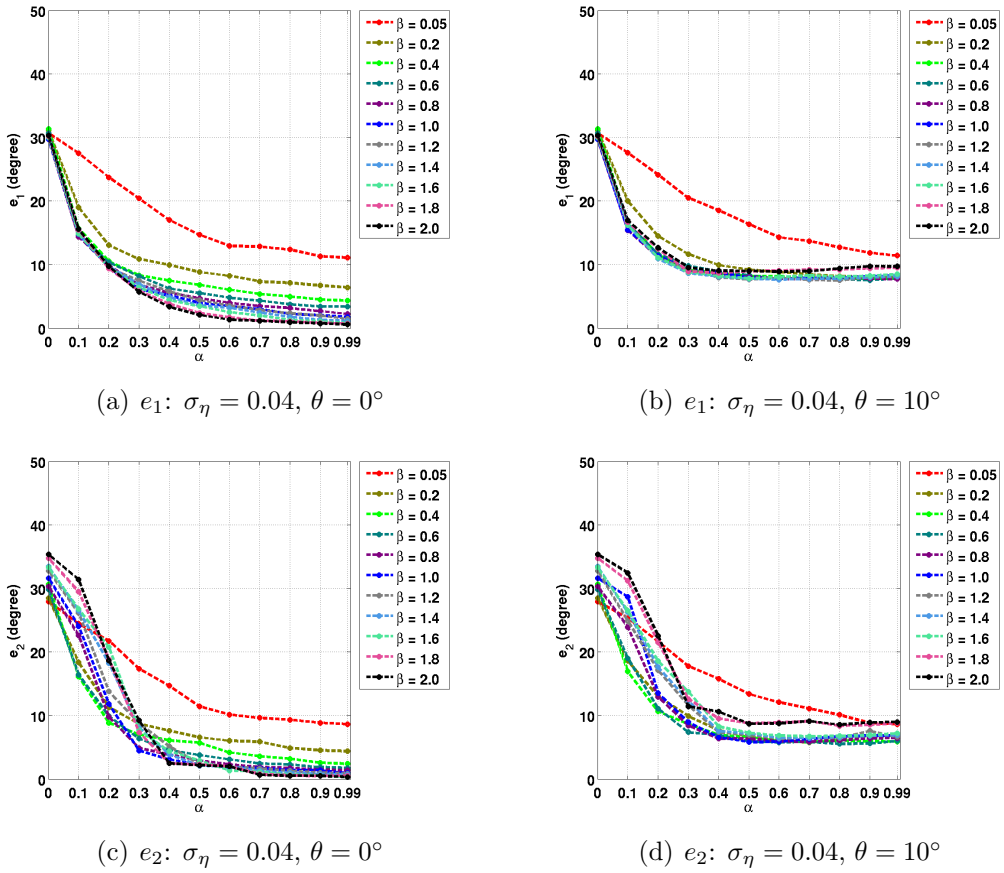 50
40
30
20
10
0
e1 (degree)
0 0.1 0.2 0.3 0.4 0.5 0.6 0.7 0.8 0.9 0.99
α
β = 0.05
β = 0.2
β = 0.4
β = 0.6
β = 0.8
β = 1.0
β = 1.2
β = 1.4
β = 1.6
β = 1.8
β = 2.0
(a) e₁: σ_η = 0.04, θ = 0°
50
40
30
20
10
0
e₁ (degree)
0 0.1 0.2 0.3 0.4 0.5 0.6 0.7 0.8 0.9 0.99
α
β = 0.05
β = 0.2
β = 0.4
β = 0.6
β = 0.8
β = 1.0
β = 1.2
β = 1.4
β = 1.6
β = 1.8
β = 2.0
(b) e₁: σ_η = 0.04, θ = 10°
50
40
30
20
10
0
e₂ (degree)
0 0.1 0.2 0.3 0.4 0.5 0.6 0.7 0.8 0.9 0.99
α
β = 0.05
β = 0.2
β = 0.4
β = 0.6
β = 0.8
β = 1.0
β = 1.2
β = 1.4
β = 1.6
β = 1.8
β = 2.0
(c) e₂: σ_η = 0.04, θ = 0°
50
40
30
20
10
0
e₂ (degree)
0 0.1 0.2 0.3 0.4 0.5 0.6 0.7 0.8 0.9 0.99
α
β = 0.05
β = 0.2
β = 0.4
β = 0.6
β = 0.8
β = 1.0
β = 1.2
β = 1.4
β = 1.6
β = 1.8
β = 2.0
(d) e₂: σ_η = 0.04, θ = 10°